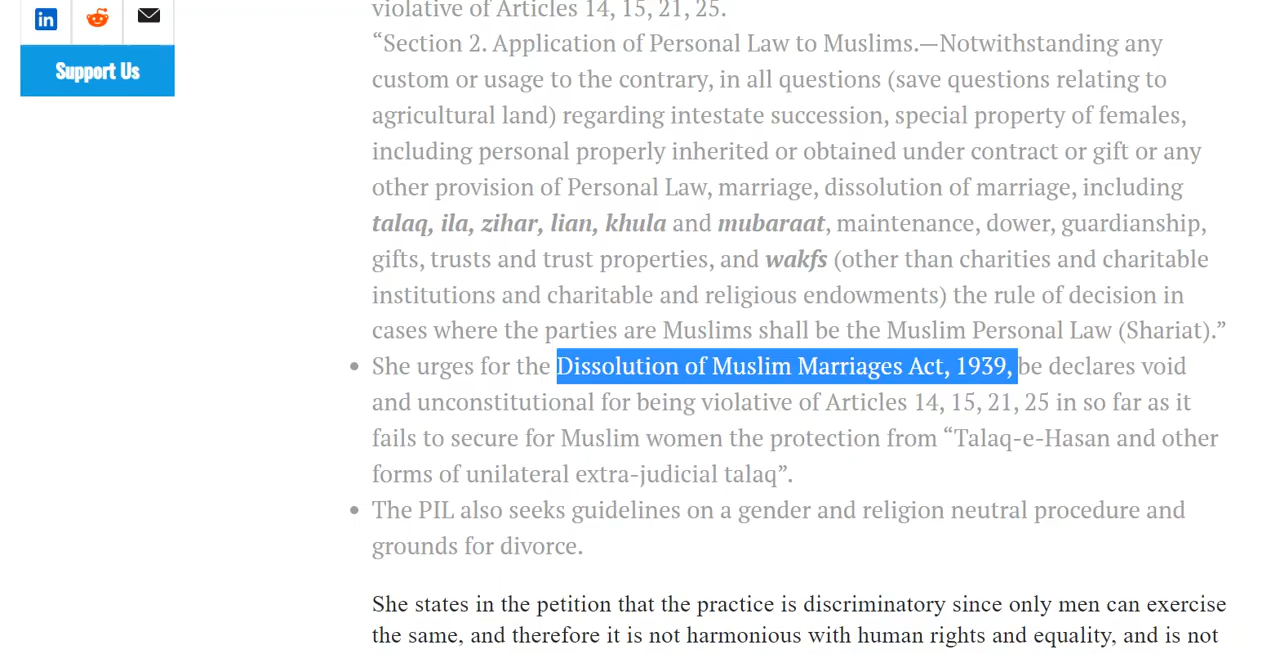 violative of Articles 14, 15, 21, 25.
“Section 2. Application of Personal Law to Muslims.—Notwithstanding any
custom or usage to the contrary, in all questions (save questions relating to
agricultural land) regarding intestate succession, special property of females,
including personal properly inherited or obtained under contract or gift or any
other provision of Personal Law, marriage, dissolution of marriage, including
talaq, ila, zihar, lian, khula and mubaraat, maintenance, dower, guardianship,
gifts, trusts and trust properties, and wakfs (other than charities and charitable
institutions and charitable and religious endowments) the rule of decision in
cases where the parties are Muslims shall be the Muslim Personal Law (Shariat).”
• She urges for the Dissolution of Muslim Marriages Act, 1939, be declares void
and unconstitutional for being violative of Articles 14, 15, 21, 25 in so far as it
fails to secure for Muslim women the protection from “Talaq-e-Hasan and other
forms of unilateral extra-judicial talaq”.
• The PIL also seeks guidelines on a gender and religion neutral procedure and
grounds for divorce.
She states in the petition that the practice is discriminatory since only men can exercise
the same, and therefore it is not harmonious with human rights and equality, and is not
in
Support Us